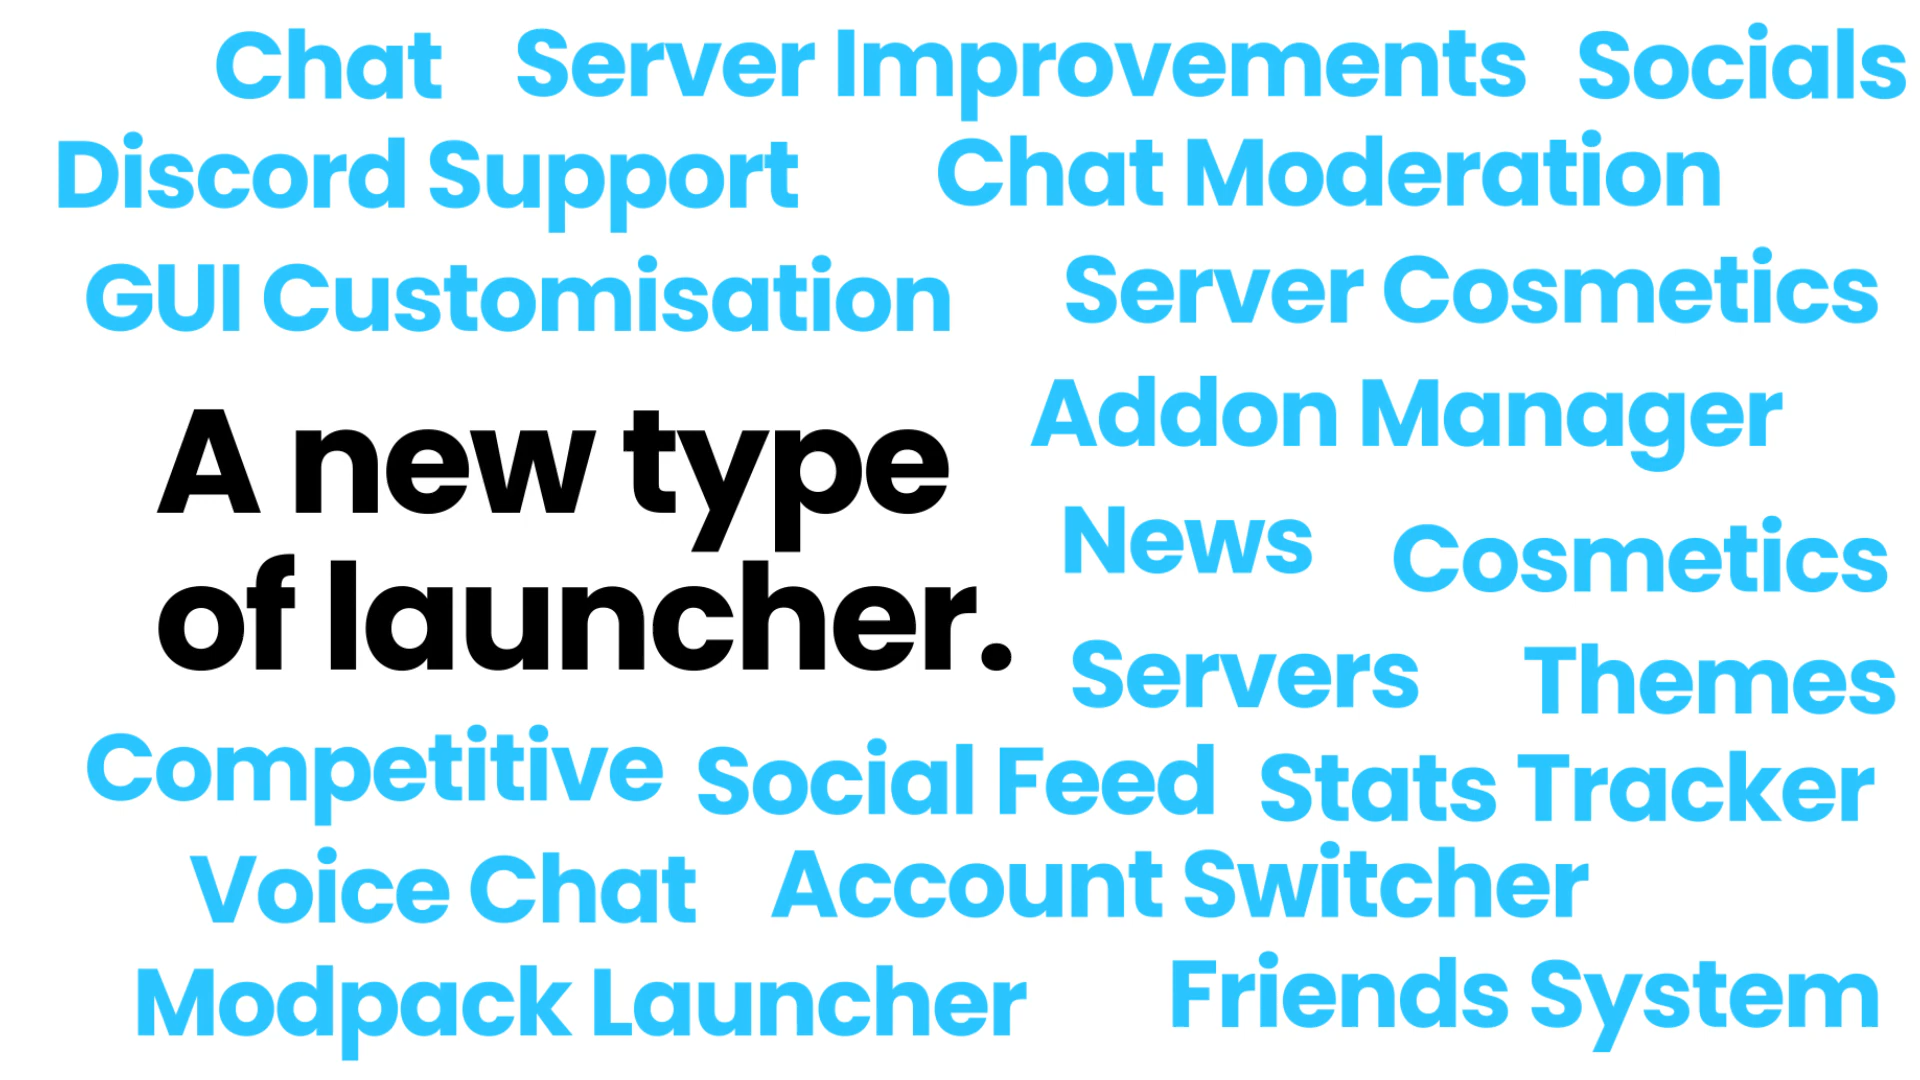 Chat Server Improvements Socials
Discord Support Chat Moderation
GUI Customisation Server Cosmetics
Addon Manager
A new type
of launcher.
News Cosmetics
Servers Themes
Competitive Social Feed Stats Tracker
Voice Chat Account Switcher
Modpack Launcher Friends System